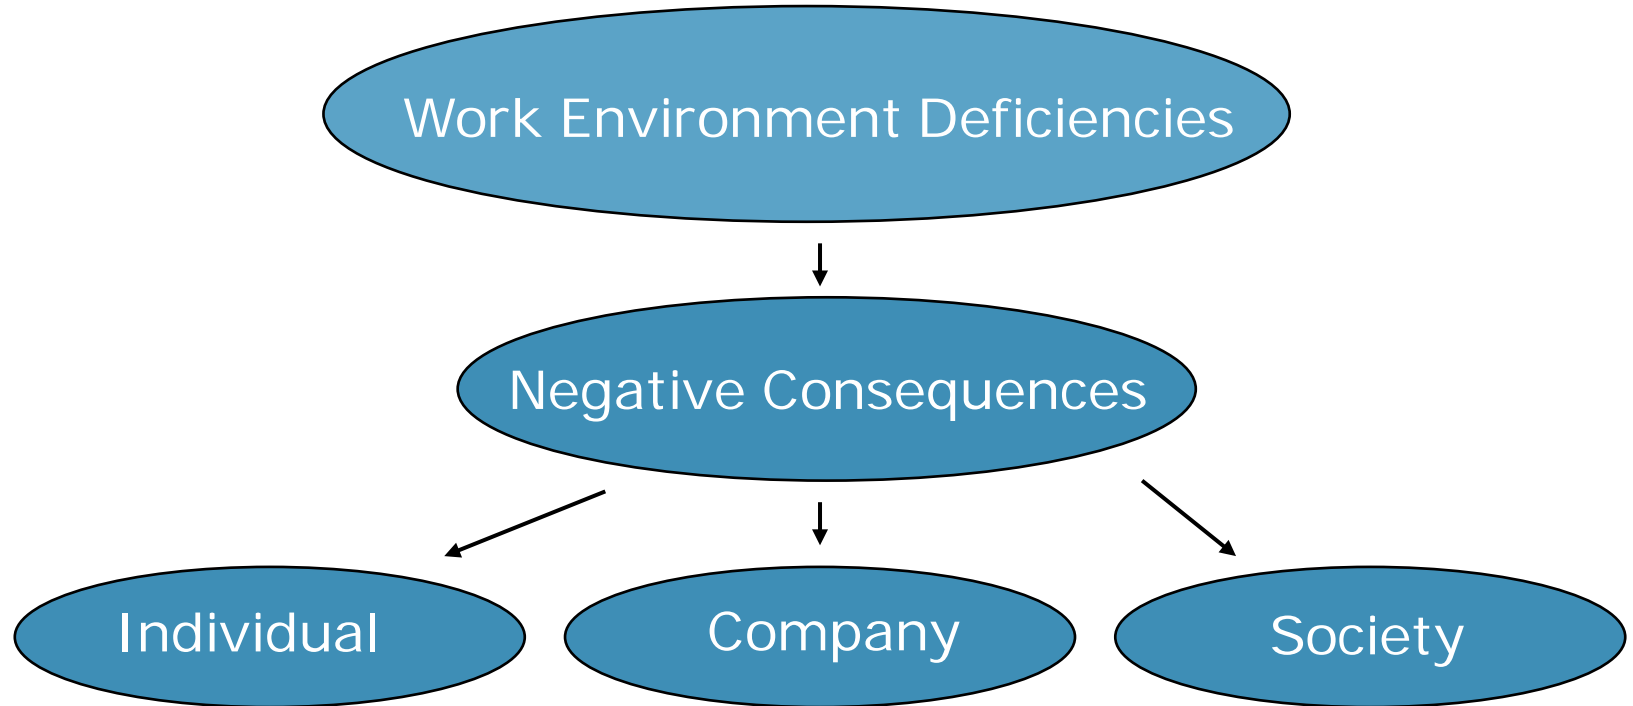 Work Environment Deficiencies
Negative Consequences
Individual
Company
Society